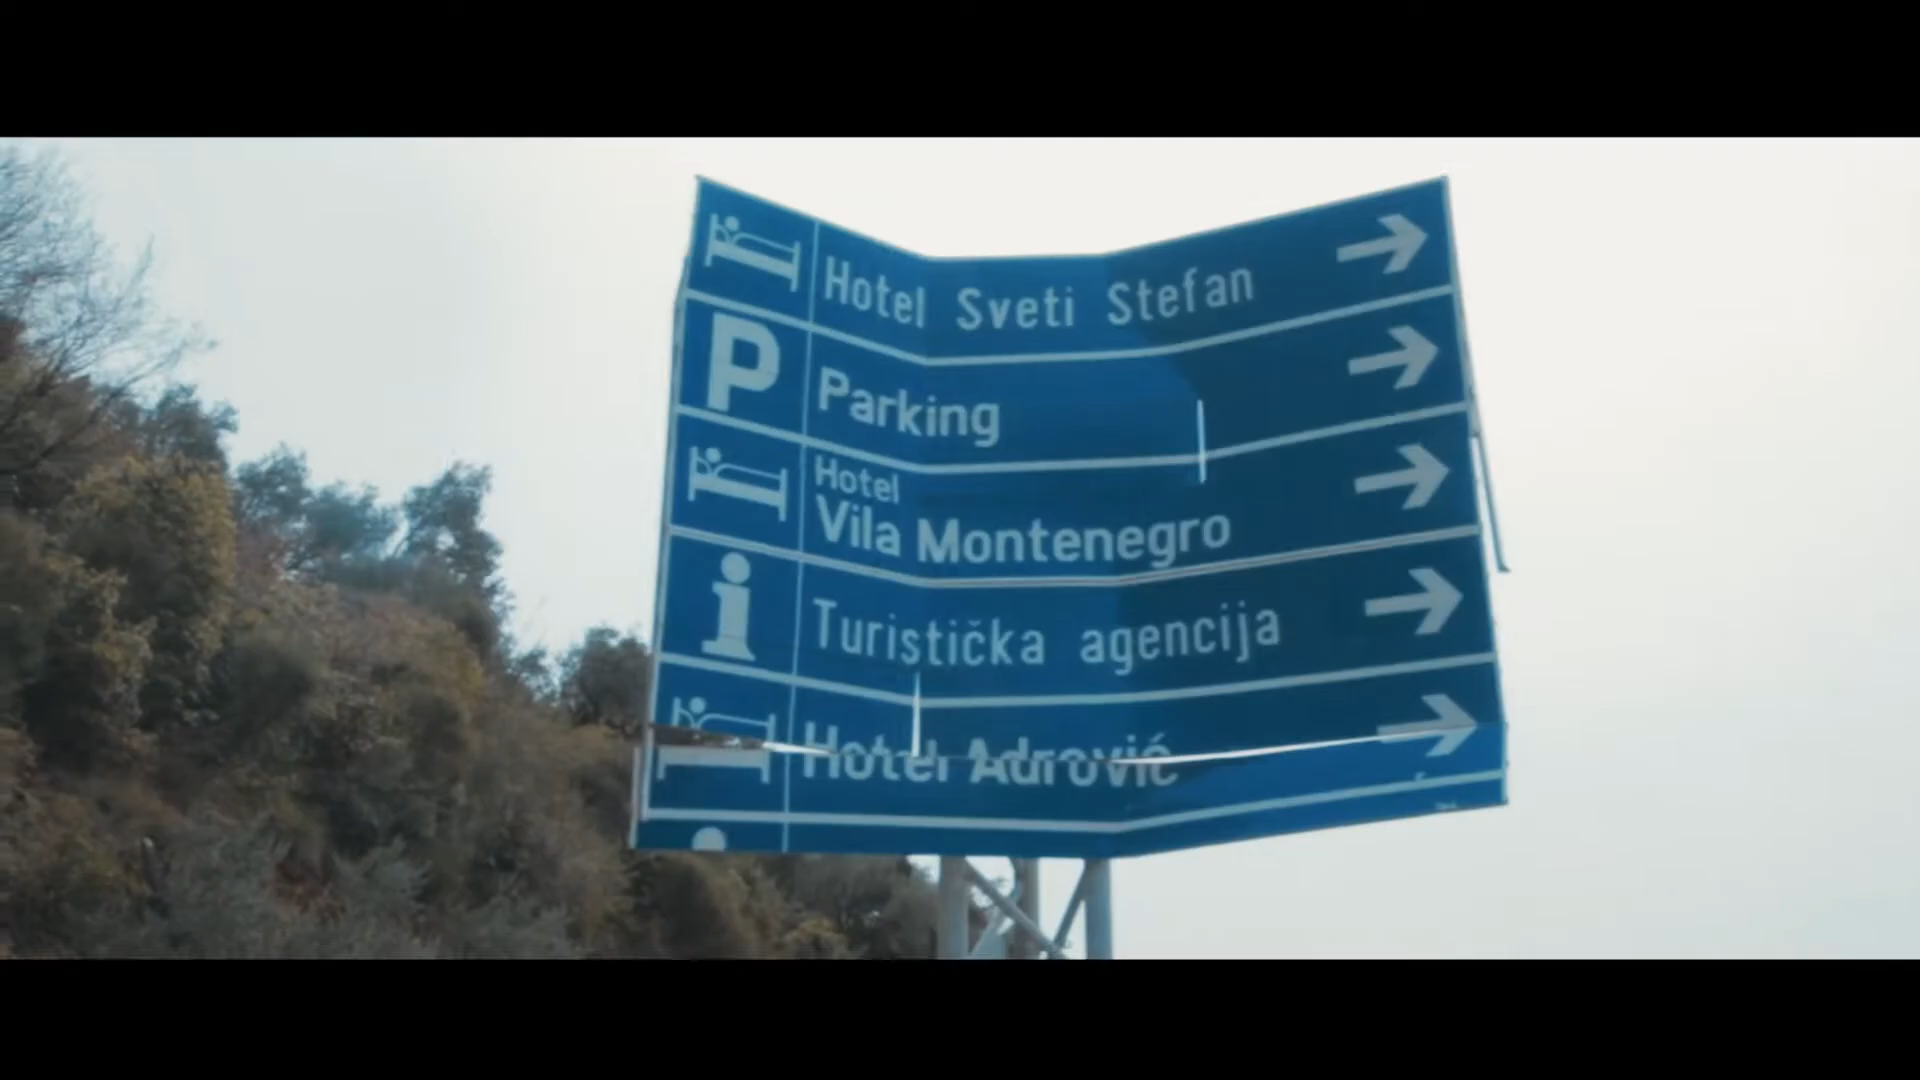 Hotel Sveti Stefan
P Parking
Hotel
Vila Montenegro
i Turistička agencija
Hotel Adrović